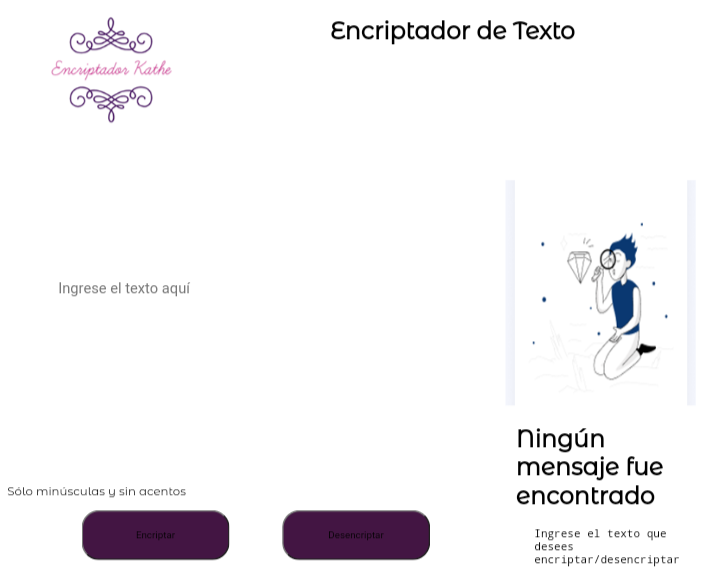 Encriptador Kathe
Encriptador de Texto
Ingrese el texto aquí
Sólo minúsculas y sin acentos
Encriptar
Desencriptar
Ningún
mensaje fue
encontrado
Ingrese el texto que
desees
encriptar/desencriptar